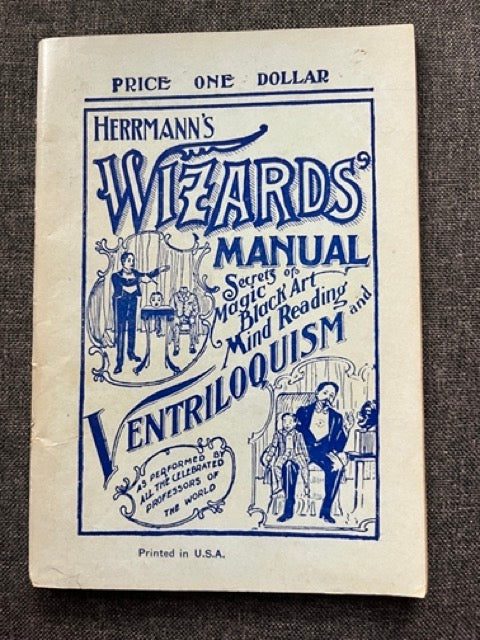 PRICE ONE DOLLAR
HERRMANN'S
WIZARDS'
MANUAL
Secrets of
Magic Black Art
Mind Reading and
VENTRILOQUISM
AS PERFORMED BY
ALL THE CELEBRATED
PROFESSORS OF
THE WORLD
Printed in U.S.A.